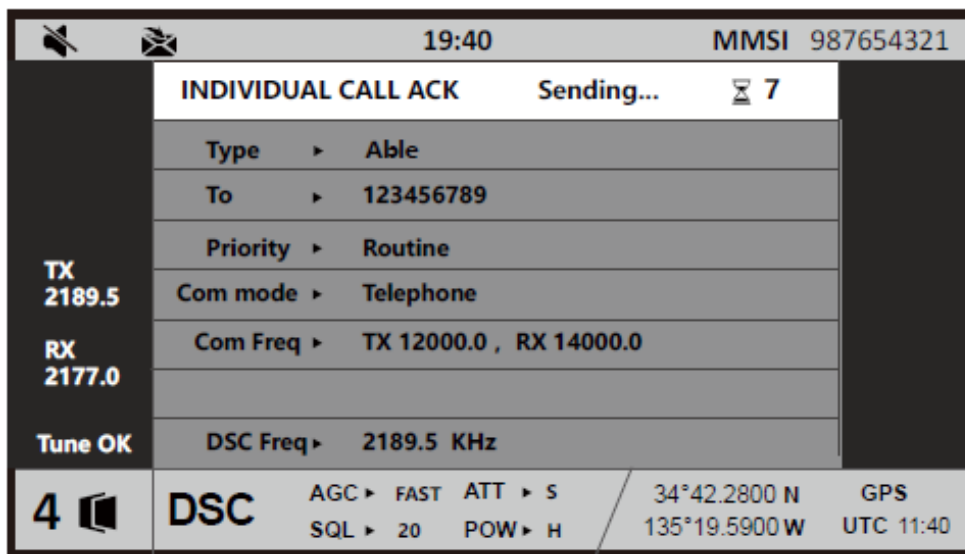 19:40 MMSI 987654321
INDIVIDUAL CALL ACK Sending... 7
Type ▸ Able
To ▸ 123456789
Priority ▸ Routine
Com mode ▸ Telephone
Com Freq ▸ TX 12000.0 , RX 14000.0
DSC Freq ▸ 2189.5 KHz
TX
2189.5
RX
2177.0
Tune OK
4 DSC
AGC ▸ FAST ATT ▸ S
SQL ▸ 20 POW ▸ H
34°42.2800 N
135°19.5900 W
GPS
UTC 11:40